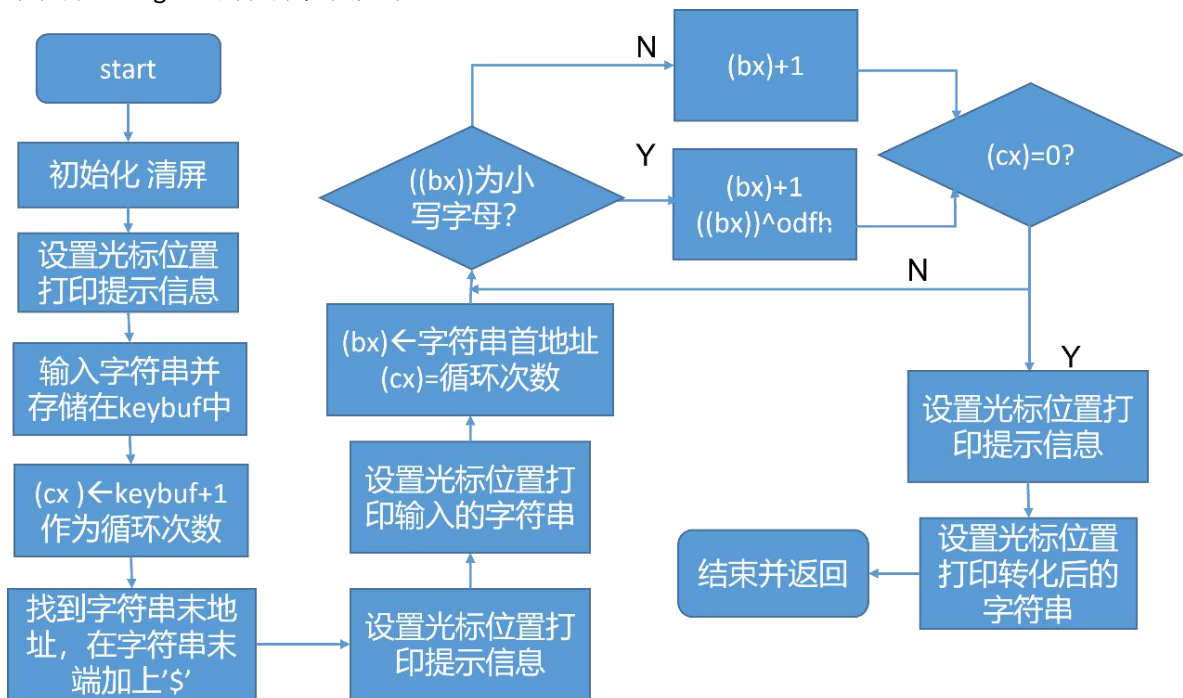 start
初始化 清屏
设置光标位置
打印提示信息
输入字符串并
存储在keybuf中
(cx )←keybuf+1
作为循环次数
找到字符串末地
址，在字符串末
端加上'$'
设置光标位置打
印提示信息
设置光标位置打
印输入的字符串
(bx)←字符串首地址
(cx)=循环次数
((bx))为小
写字母?
N
(bx)+1
Y
(bx)+1
((bx))^odfh
(cx)=0?
N
Y
设置光标位置打
印提示信息
设置光标位置
打印转化后的
字符串
结束并返回